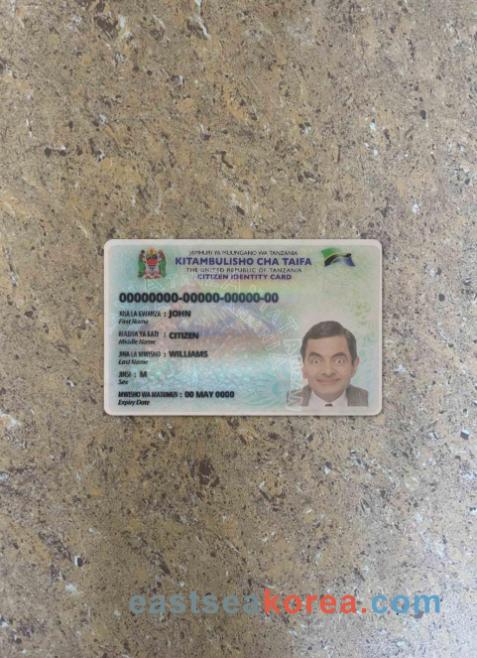 JAMHURI YA MUUNGANO WA TANZANIA
KITAMBULISHO CHA TAIFA
THE UNITED REPUBLIC OF TANZANIA
CITIZEN IDENTITY CARD
00000000-00000-00000-00
JINA LA KWANZA : JOHN
First Name
MAJINA YA KATI : CITIZEN
Middle Name
JINA LA MWISHO : WILLIAMS
Last Name
JINSI : M
Sex
MWISHO WA MATUMIZI : 00 MAY 0000
Expiry Date
eastseakorea.com